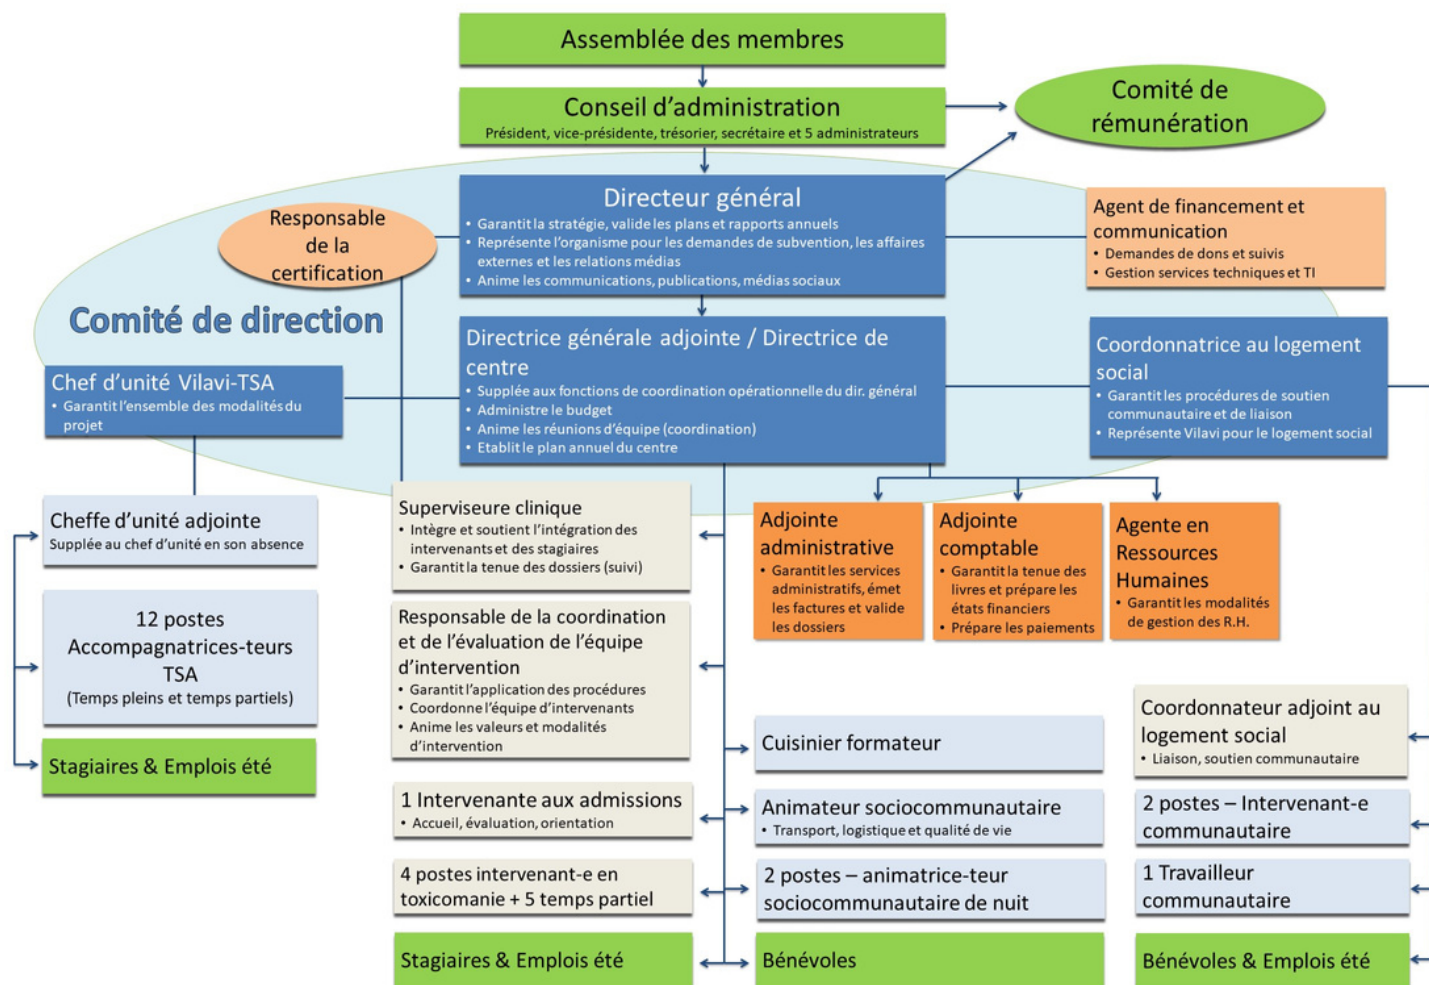 Assemblée des membres
Conseil d'administration
Président, vice-présidente, trésorier, secrétaire et 5 administrateurs
Comité de
rémunération
Directeur général
• Garantit la stratégie, valide les plans et rapports annuels
• Représente l'organisme pour les demandes de subvention, les affaires
externes et les relations médias
• Anime les communications, publications, médias sociaux
Responsable
de la
certification
Agent de financement et
communication
• Demandes de dons et suivis
• Gestion services techniques et TI
Comité de direction
Directrice générale adjointe / Directrice de
centre
• Supplée aux fonctions de coordination opérationnelle du dir. général
• Administre le budget
• Anime les réunions d'équipe (coordination)
• Etablit le plan annuel du centre
Coordonnatrice au logement
social
• Garantit les procédures de soutien
communautaire et de liaison
• Représente Vilavi pour le logement social
Chef d'unité Vilavi-TSA
• Garantit l'ensemble des modalités du
projet
Cheffe d'unité adjointe
Supplée au chef d'unité en son absence
12 postes
Accompagnatrices-teurs
TSA
(Temps pleins et temps partiels)
Stagiaires & Emplois été
Superviseure clinique
• Intègre et soutient l'intégration des
intervenants et des stagiaires
• Garantit la tenue des dossiers (suivi)
Responsable de la coordination
et de l'évaluation de l'équipe
d'intervention
• Garantit l'application des procédures
• Coordonne l'équipe d'intervenants
• Anime les valeurs et modalités
d'intervention
1 Intervenante aux admissions
• Accueil, évaluation, orientation
4 postes intervenant-e en
toxicomanie + 5 temps partiel
Stagiaires & Emplois été
Adjointe
administrative
• Garantit les services
administratifs, émet
les factures et valide
les dossiers
Adjointe
comptable
• Garantit la tenue des
livres et prépare les
états financiers
• Prépare les paiements
Agente en
Ressources
Humaines
• Garantit les modalités
de gestion des R.H.
Cuisinier formateur
Animateur sociocommunautaire
• Transport, logistique et qualité de vie
2 postes – animatrice-teur
sociocommunautaire de nuit
Bénévoles
Coordonnateur adjoint au
logement social
• Liaison, soutien communautaire
2 postes – Intervenant-e
communautaire
1 Travailleur
communautaire
Bénévoles & Emplois été